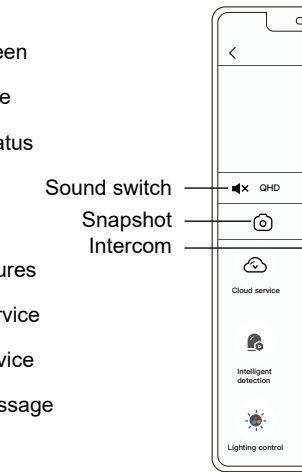 een
e
atus
Sound switch
QHD
Snapshot
Intercom
ures
Cloud service
rvice
vice
Intelligent
detection
ssage
Lighting control